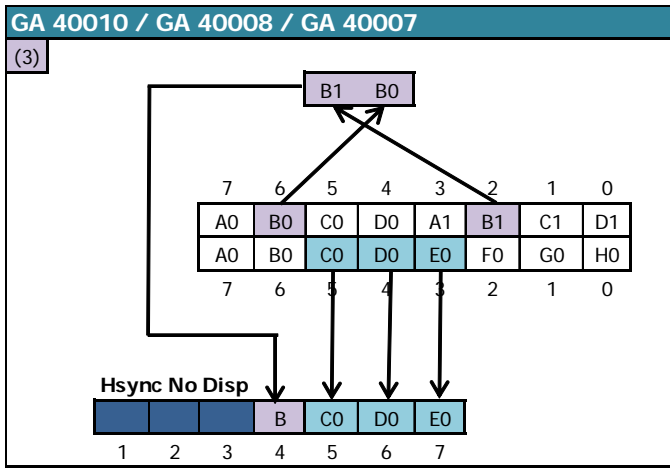 GA 40010 / GA 40008 / GA 40007
(3)
B1 B0
7 6 5 4 3 2 1 0
A0 B0 C0 D0 A1 B1 C1 D1
A0 B0 C0 D0 E0 F0 G0 H0
7 6 5 4 3 2 1 0
Hsync No Disp
B C0 D0 E0
1 2 3 4 5 6 7